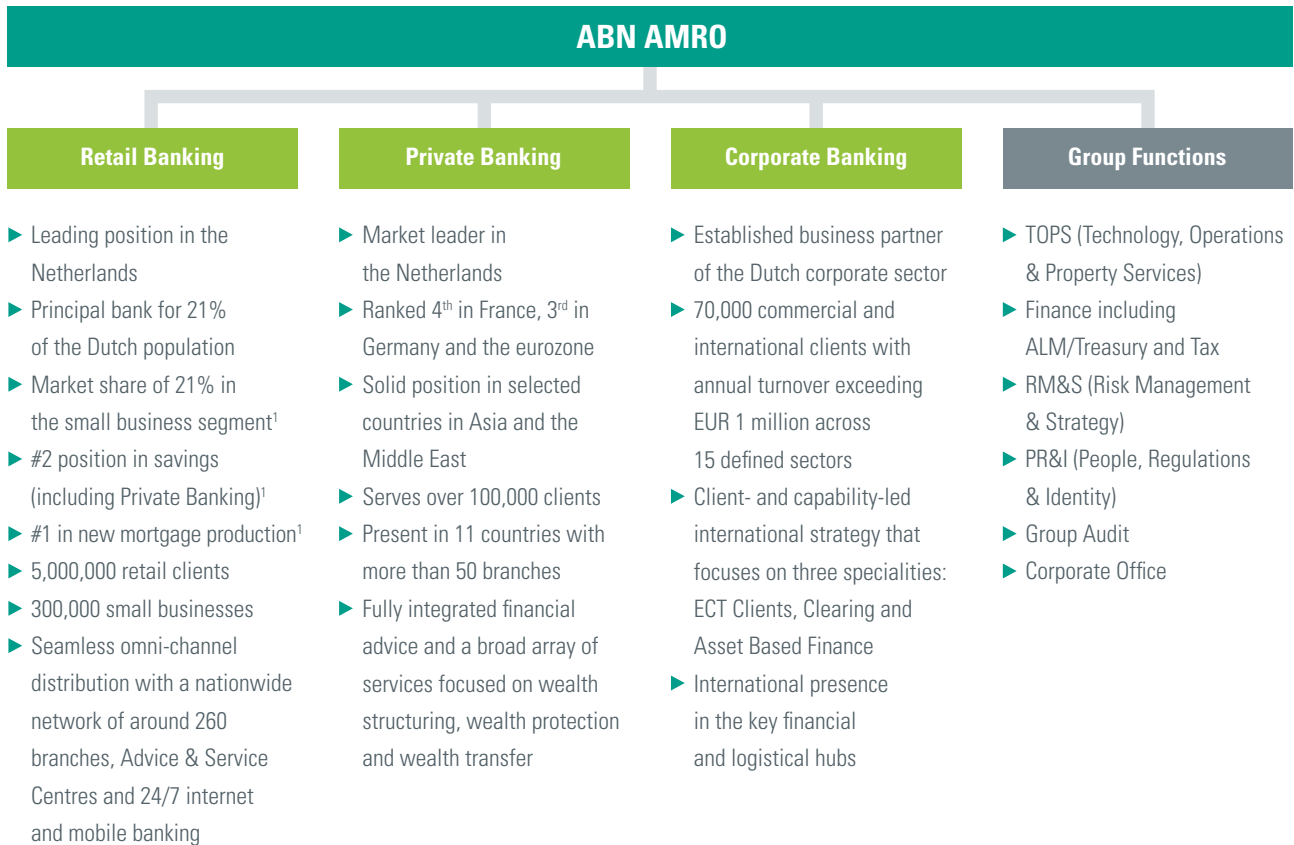 ABN AMRO
Retail Banking
► Leading position in the
Netherlands
► Principal bank for 21%
of the Dutch population
► Market share of 21% in
the small business segment¹
► #2 position in savings
(including Private Banking)¹
► #1 in new mortgage production¹
► 5,000,000 retail clients
► 300,000 small businesses
► Seamless omni-channel
distribution with a nationwide
network of around 260
branches, Advice & Service
Centres and 24/7 internet
and mobile banking
Private Banking
► Market leader in
the Netherlands
► Ranked 4th in France, 3rd in
Germany and the eurozone
► Solid position in selected
countries in Asia and the
Middle East
► Serves over 100,000 clients
► Present in 11 countries with
more than 50 branches
► Fully integrated financial
advice and a broad array of
services focused on wealth
structuring, wealth protection
and wealth transfer
Corporate Banking
► Established business partner
of the Dutch corporate sector
► 70,000 commercial and
international clients with
annual turnover exceeding
EUR 1 million across
15 defined sectors
► Client- and capability-led
international strategy that
focuses on three specialities:
ECT Clients, Clearing and
Asset Based Finance
► International presence
in the key financial
and logistical hubs
Group Functions
► TOPS (Technology, Operations
& Property Services)
► Finance including
ALM/Treasury and Tax
► RM&S (Risk Management
& Strategy)
► PR&I (People, Regulations
& Identity)
► Group Audit
► Corporate Office